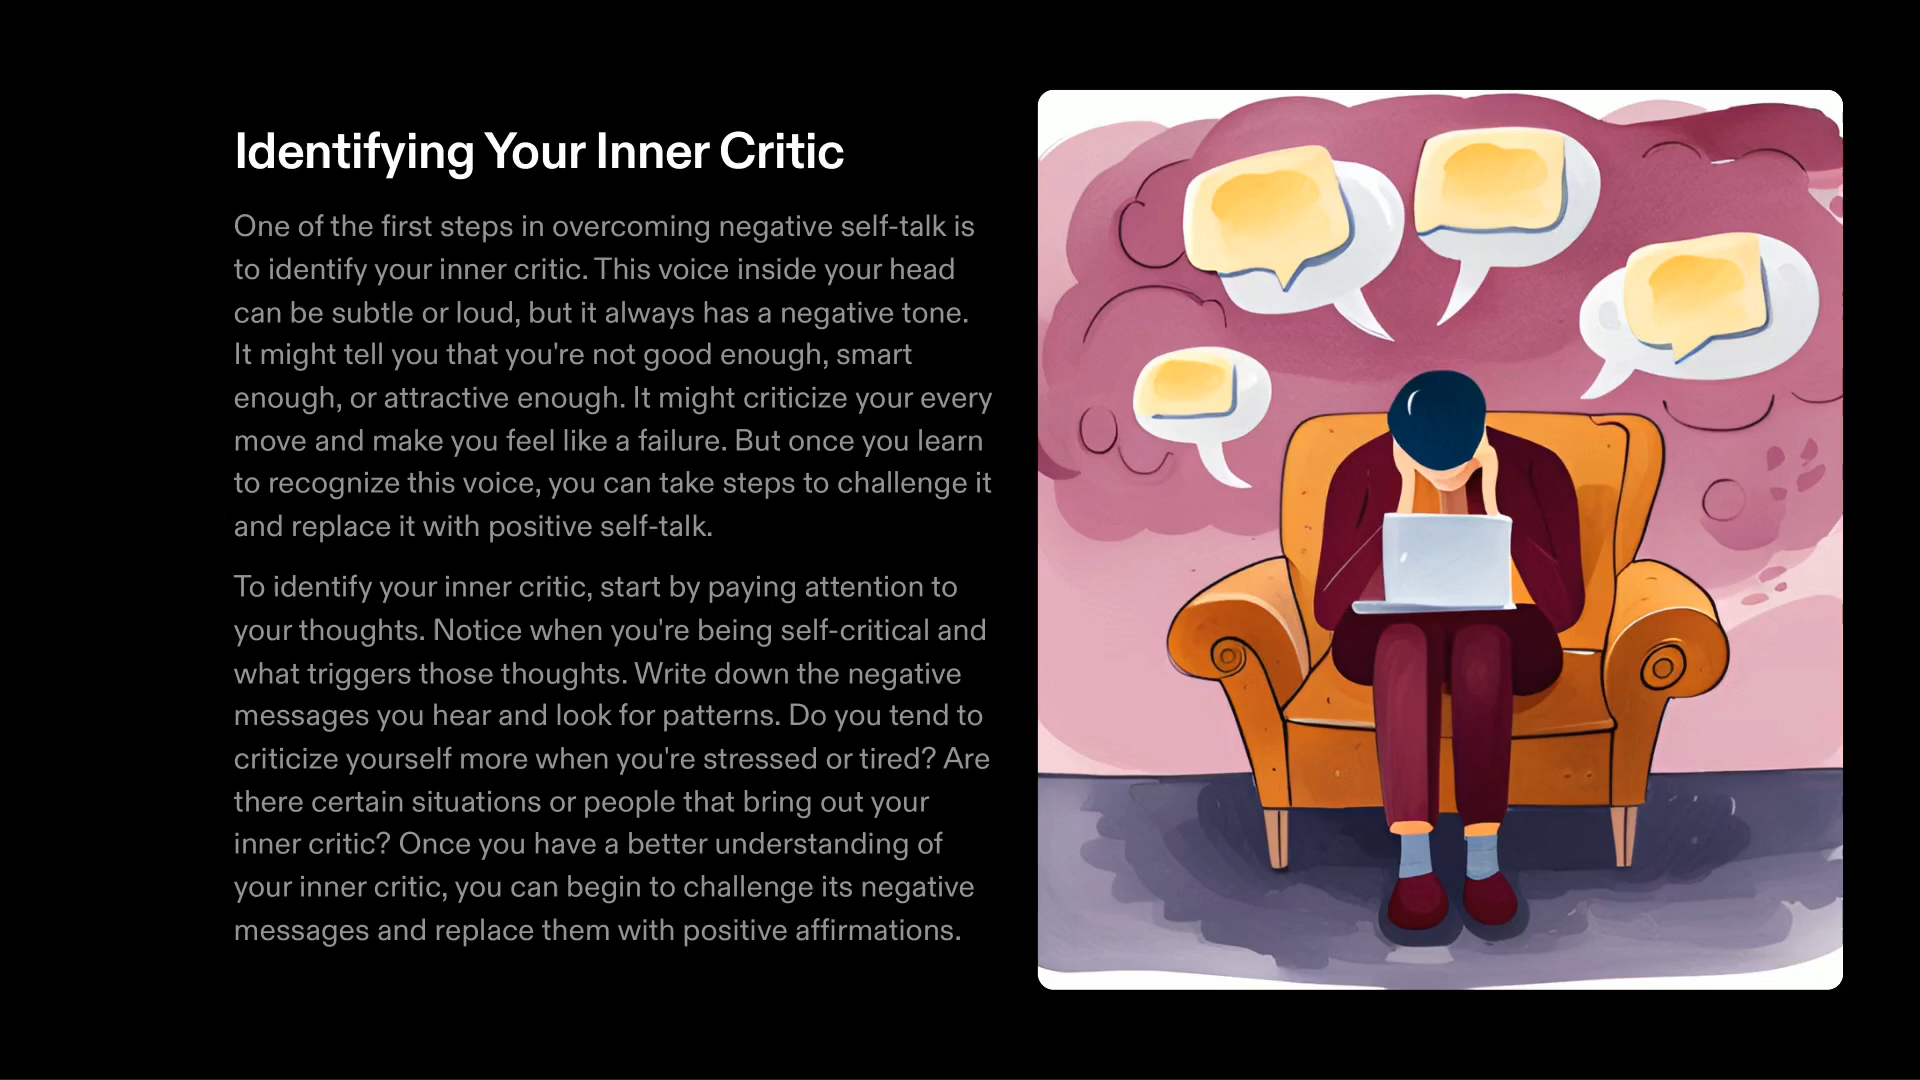 Identifying Your Inner Critic
One of the first steps in overcoming negative self-talk is
to identify your inner critic. This voice inside your head
can be subtle or loud, but it always has a negative tone.
It might tell you that you're not good enough, smart
enough, or attractive enough. It might criticize your every
move and make you feel like a failure. But once you learn
to recognize this voice, you can take steps to challenge it
and replace it with positive self-talk.
To identify your inner critic, start by paying attention to
your thoughts. Notice when you're being self-critical and
what triggers those thoughts. Write down the negative
messages you hear and look for patterns. Do you tend to
criticize yourself more when you're stressed or tired? Are
there certain situations or people that bring out your
inner critic? Once you have a better understanding of
your inner critic, you can begin to challenge its negative
messages and replace them with positive affirmations.